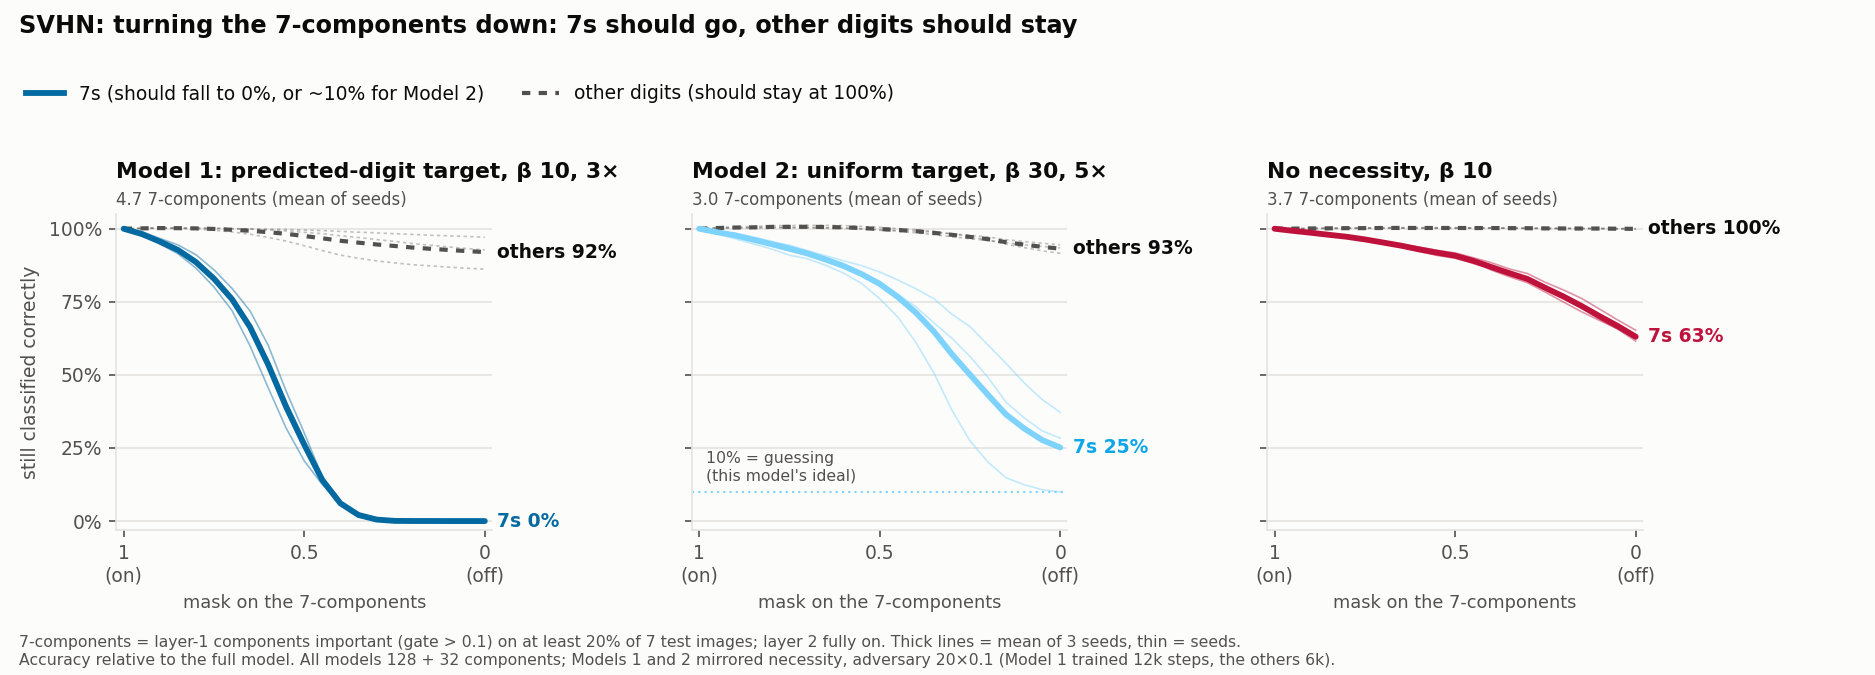 SVHN: turning the 7-components down: 7s should go, other digits should stay
7s (should fall to 0%, or ~10% for Model 2)
other digits (should stay at 100%)
Model 1: predicted-digit target, β 10, 3×
4.7 7-components (mean of seeds)
100%
75%
50%
25%
0%
still classified correctly
others 92%
7s 0%
1
(on)
0.5
0
(off)
mask on the 7-components
Model 2: uniform target, β 30, 5×
3.0 7-components (mean of seeds)
others 93%
7s 25%
10% = guessing
(this model's ideal)
1
(on)
0.5
0
(off)
mask on the 7-components
No necessity, β 10
3.7 7-components (mean of seeds)
others 100%
7s 63%
1
(on)
0.5
0
(off)
mask on the 7-components
7-components = layer-1 components important (gate > 0.1) on at least 20% of 7 test images; layer 2 fully on. Thick lines = mean of 3 seeds, thin = seeds.
Accuracy relative to the full model. All models 128 + 32 components; Models 1 and 2 mirrored necessity, adversary 20×0.1 (Model 1 trained 12k steps, the others 6k).